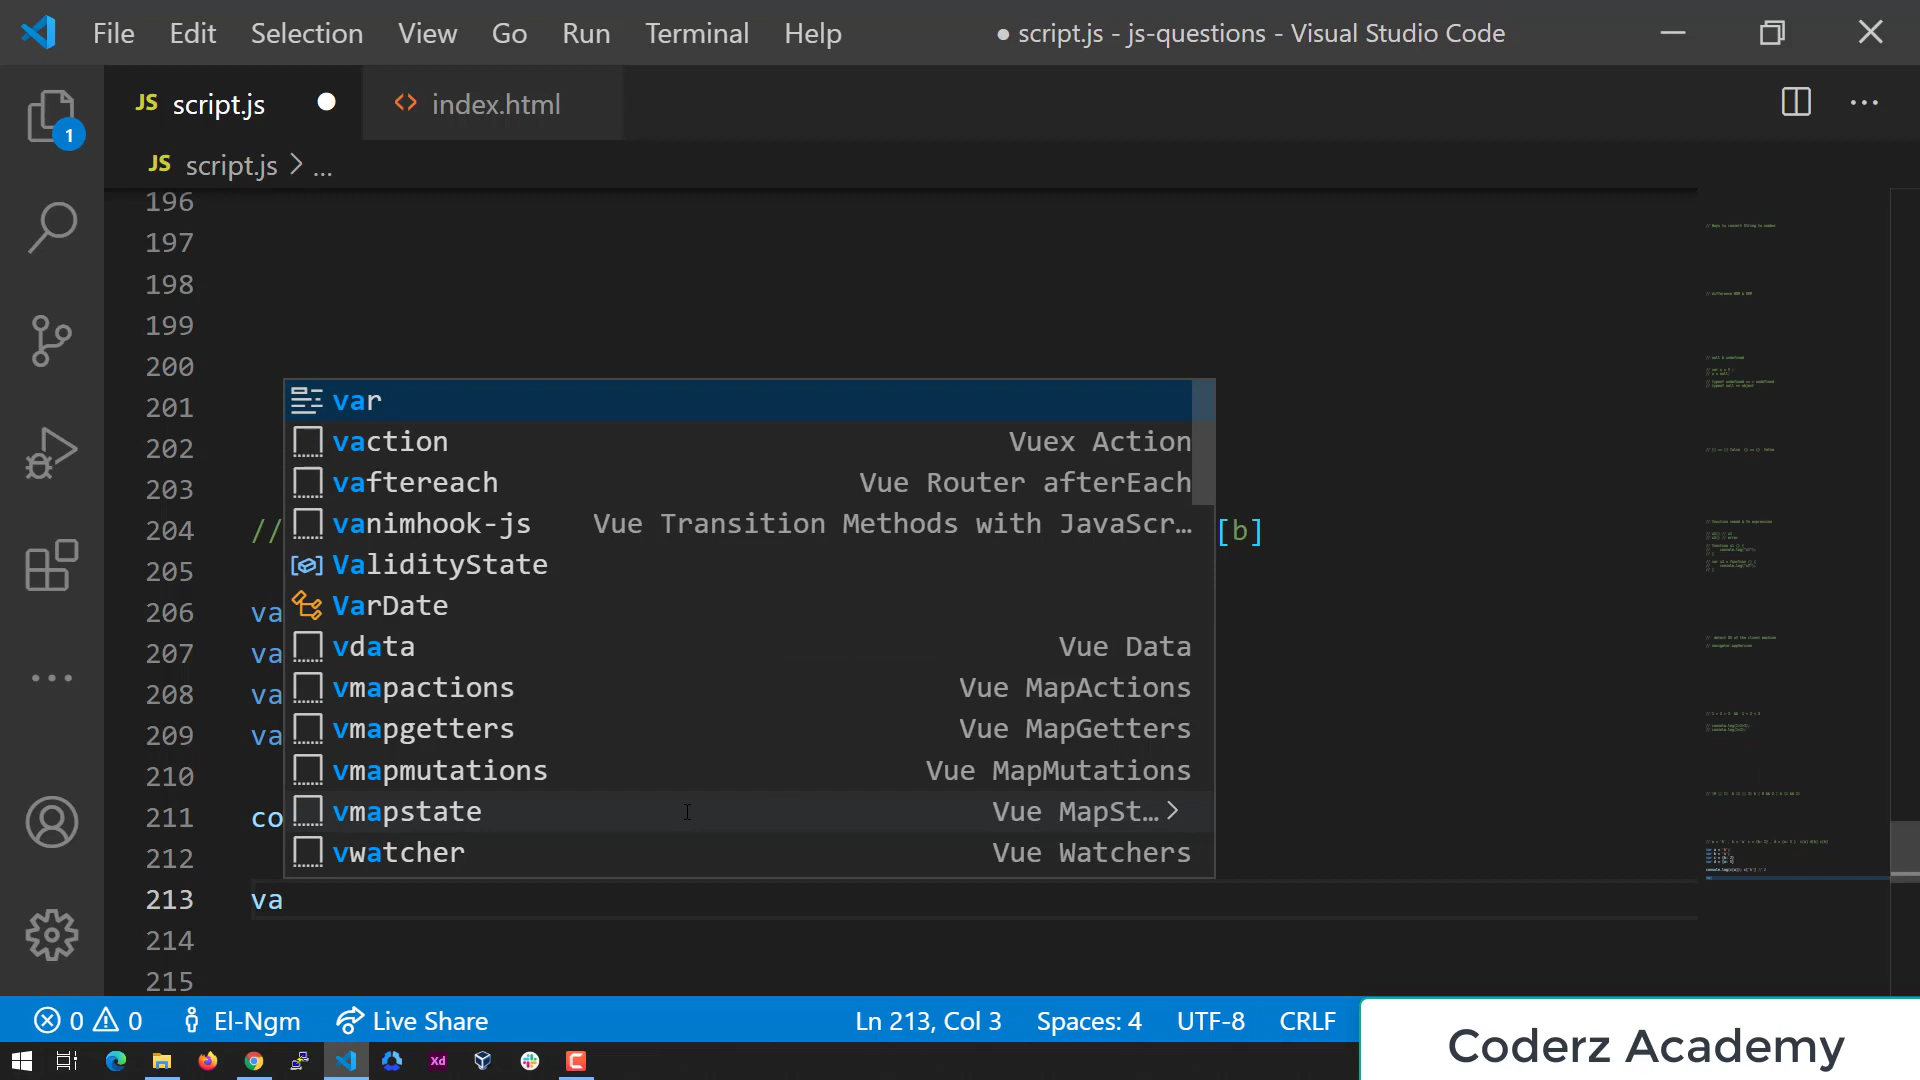 File Edit Selection View Go Run Terminal Help ● script.js - js-questions - Visual Studio Code
JS script.js index.html
1
JS script.js > ...
196
197
198
199
200
201 var
202 vaction Vuex Action
203 vaftereach Vue Router afterEach
204 // vanimhook-js Vue Transition Methods with JavaScr... [b]
205 ValidityState
206 va VarDate
207 va vdata Vue Data
208 va vmapactions Vue MapActions
209 va vmapgetters Vue MapGetters
210 vmapmutations Vue MapMutations
211 co vmapstate Vue MapSt...
212 vwatcher Vue Watchers
213 va
214
215
0 0 El-Ngm Live Share Ln 213, Col 3 Spaces: 4 UTF-8 CRLF
Coderz Academy
Xd